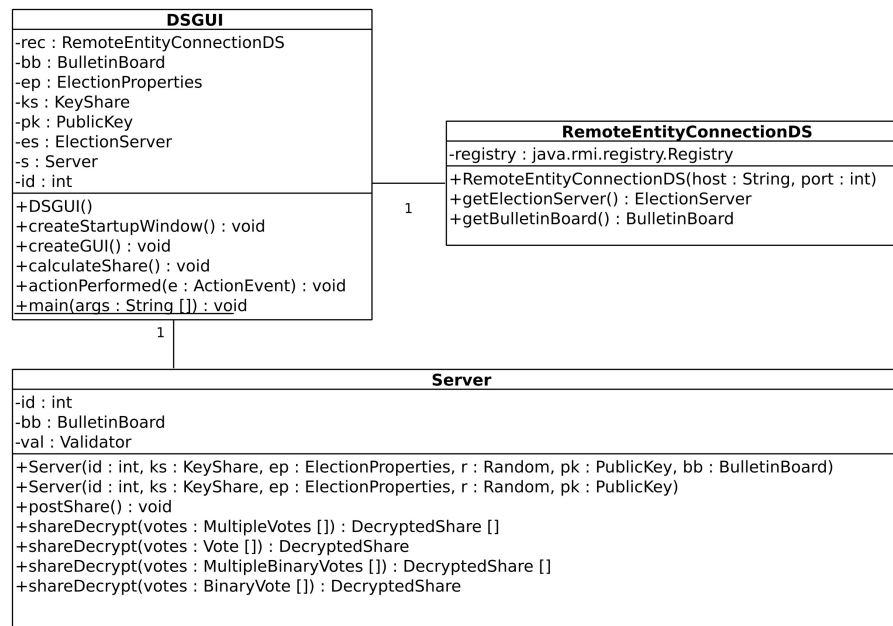 DSGUI
-rec : RemoteEntityConnectionDS
-bb : BulletinBoard
-ep : ElectionProperties
-ks : KeyShare
-pk : PublicKey
-es : ElectionServer
-s : Server
-id : int
+DSGUI()
+createStartupWindow() : void
+createGUI() : void
+calculateShare() : void
+actionPerformed(e : ActionEvent) : void
+main(args : String []) : void
1
RemoteEntityConnectionDS
-registry : java.rmi.registry.Registry
+RemoteEntityConnectionDS(host : String, port : int)
+getElectionServer() : ElectionServer
+getBulletinBoard() : BulletinBoard
1
Server
-id : int
-bb : BulletinBoard
-val : Validator
+Server(id : int, ks : KeyShare, ep : ElectionProperties, r : Random, pk : PublicKey, bb : BulletinBoard)
+Server(id : int, ks : KeyShare, ep : ElectionProperties, r : Random, pk : PublicKey)
+postShare() : void
+shareDecrypt(votes : MultipleVotes []) : DecryptedShare []
+shareDecrypt(votes : Vote []) : DecryptedShare
+shareDecrypt(votes : MultipleBinaryVotes []) : DecryptedShare []
+shareDecrypt(votes : BinaryVote []) : DecryptedShare